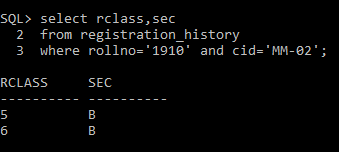 SQL> select rclass,sec
2 from registration_history
3 where rollno='1910' and cid='MM-02';
RCLASS SEC
---------- ----------
5 B
6 B